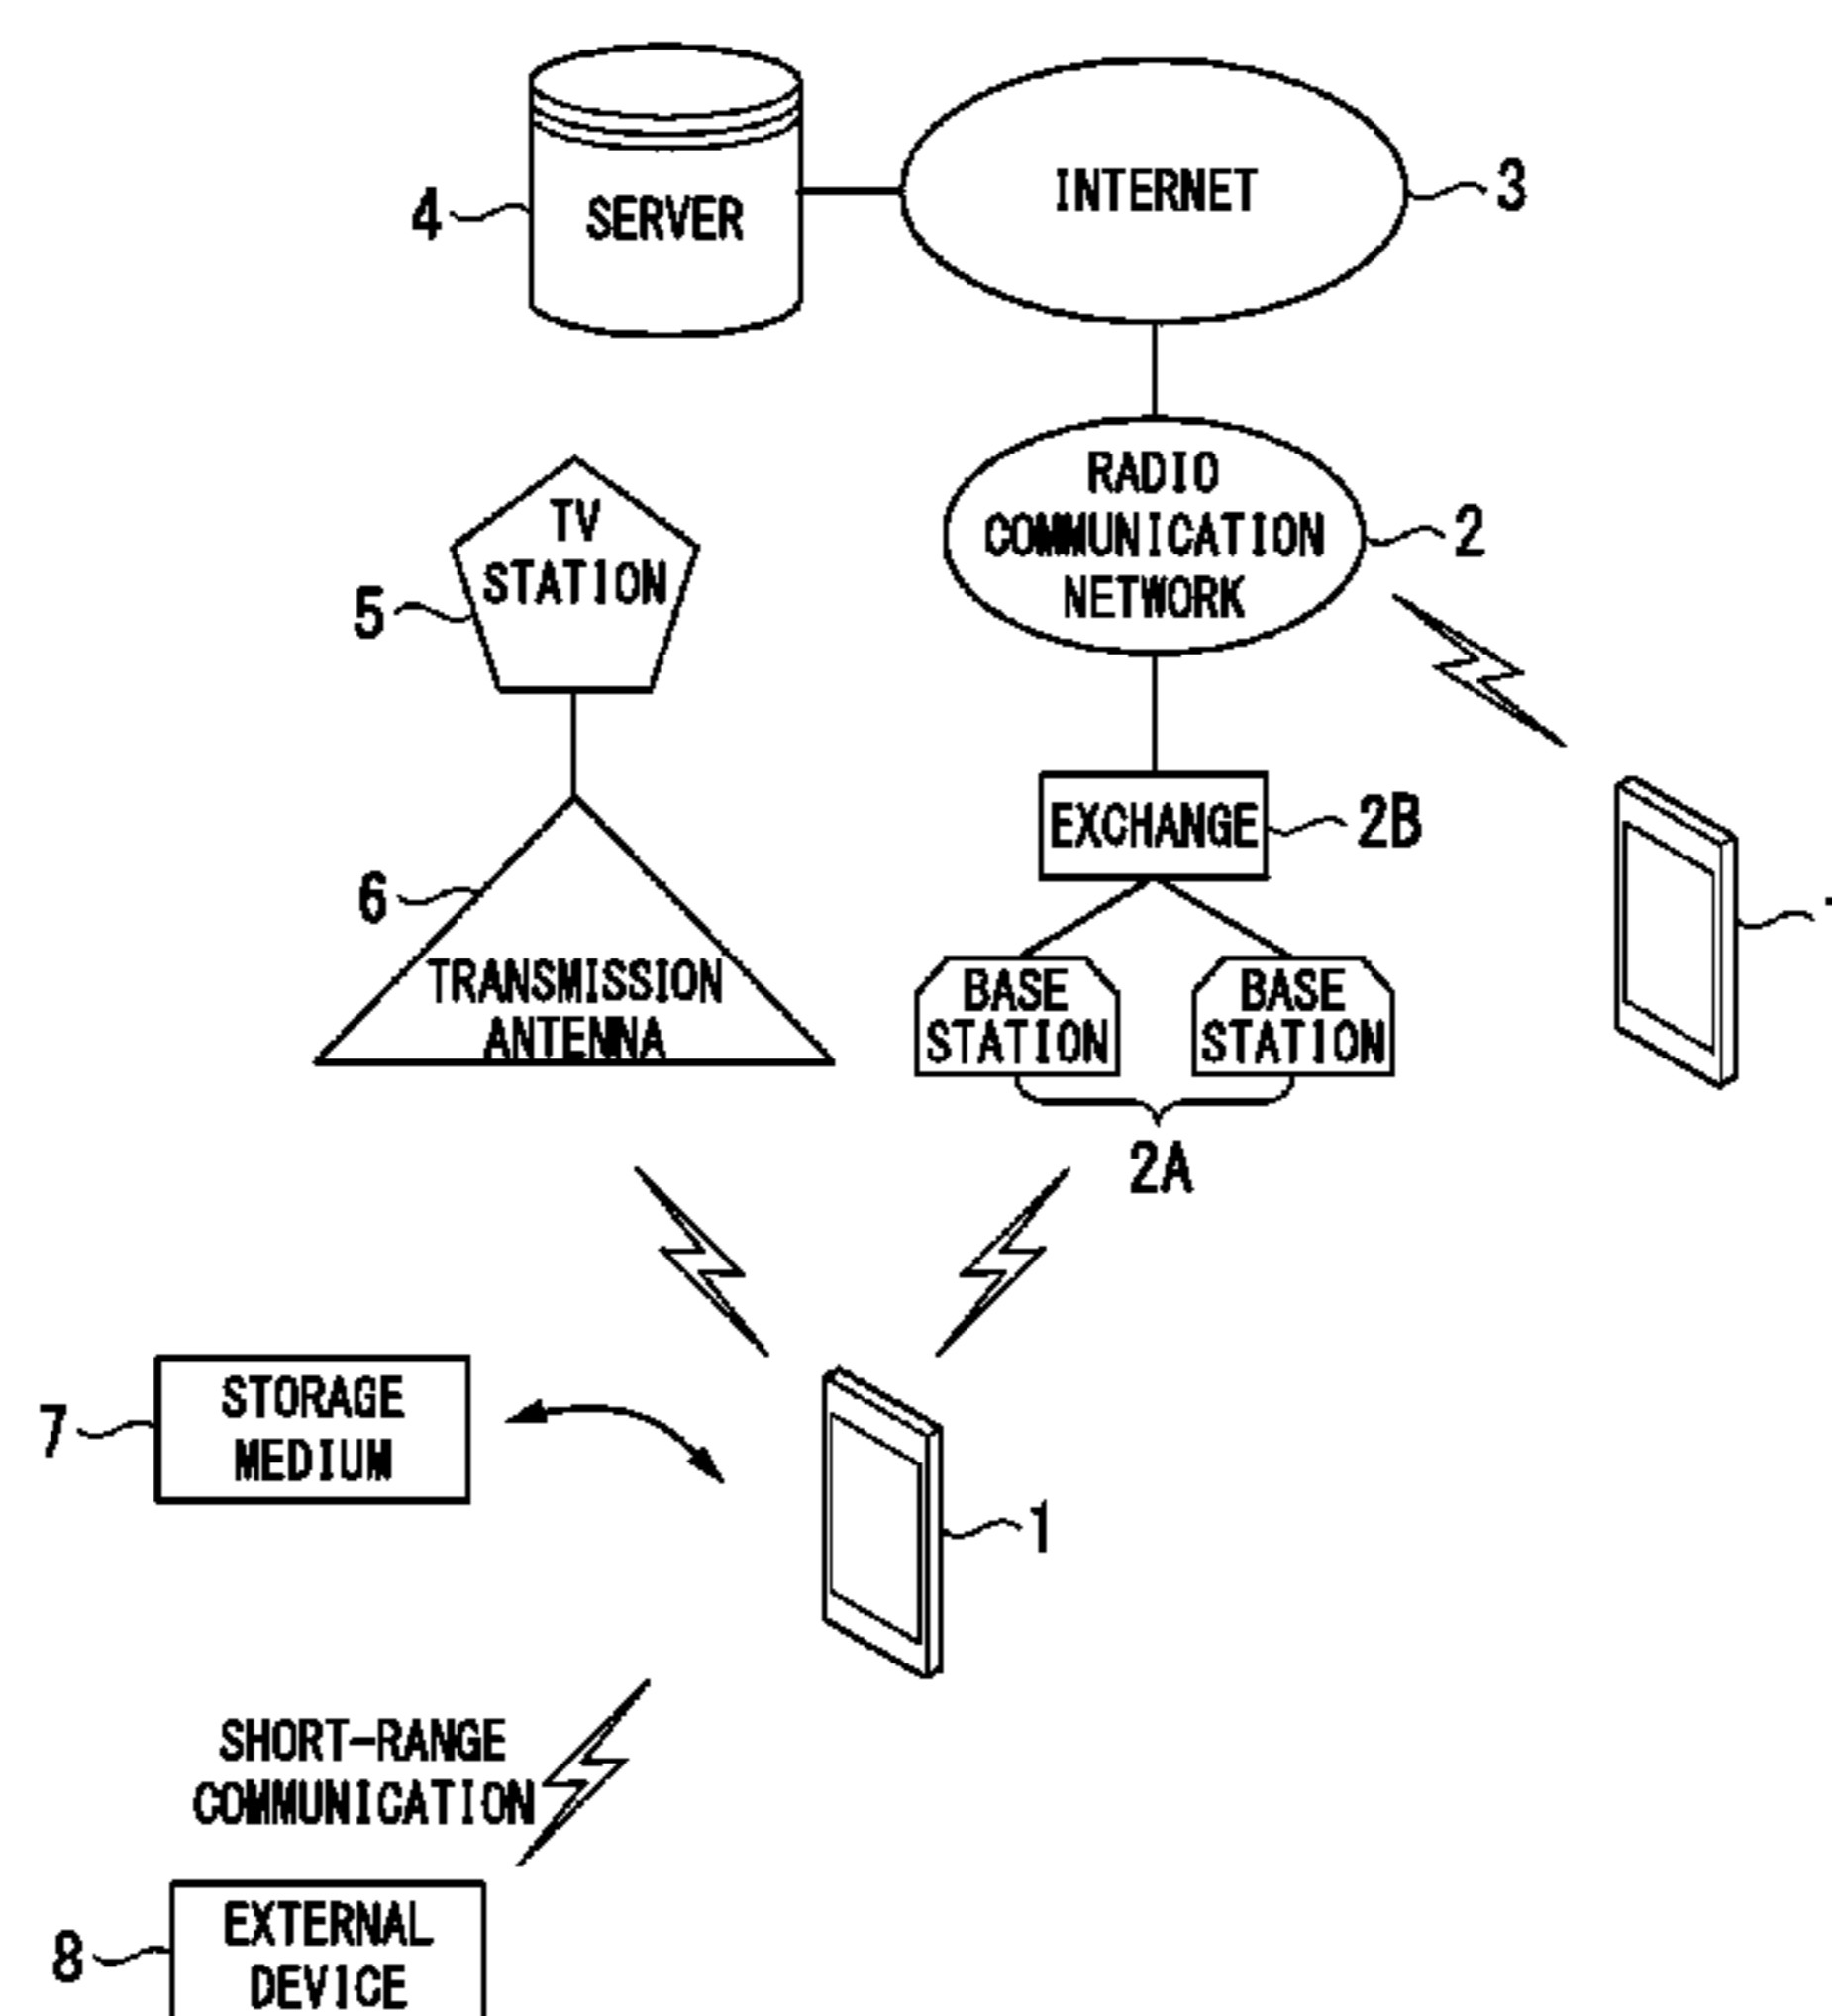 4
SERVER
INTERNET
3
TV
STATION
5
RADIO
COMMUNICATION
NETWORK
2
EXCHANGE
2B
6
TRANSMISSION
ANTENNA
BASE
STATION
BASE
STATION
2A
7
STORAGE
MEDIUM
1
SHORT-RANGE
COMMUNICATION
8
EXTERNAL
DEVICE